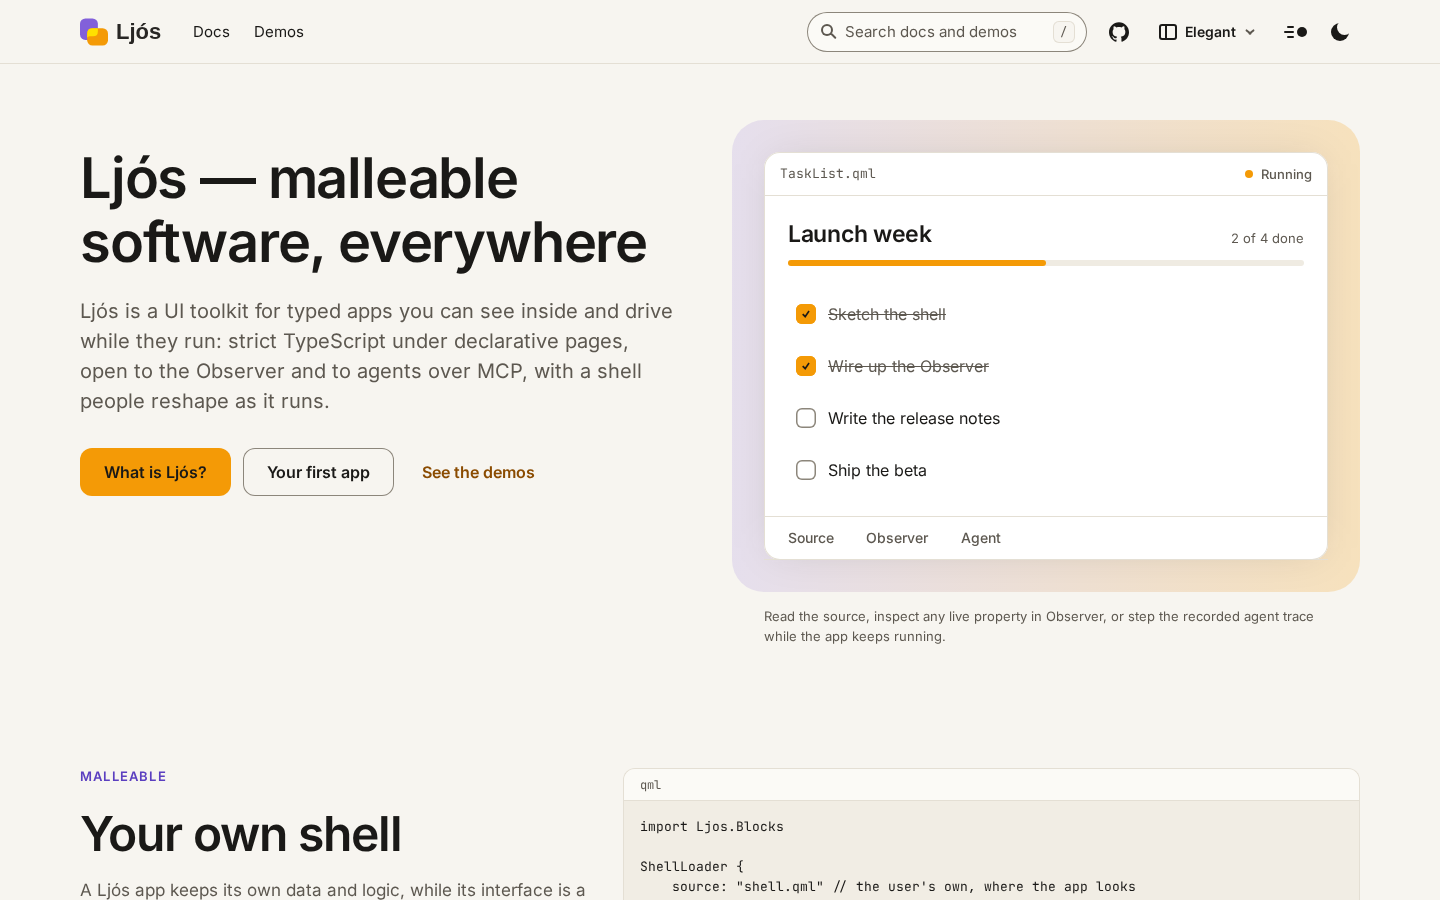 Ljós
Docs
Demos
Search docs and demos
/
Elegant
Ljós — malleable
software, everywhere
Ljós is a UI toolkit for typed apps you can see inside and drive
while they run: strict TypeScript under declarative pages,
open to the Observer and to agents over MCP, with a shell
people reshape as it runs.
What is Ljós?
Your first app
See the demos
TaskList.qml
Running
Launch week
2 of 4 done
Sketch the shell
Wire up the Observer
Write the release notes
Ship the beta
Source
Observer
Agent
Read the source, inspect any live property in Observer, or step the recorded agent trace
while the app keeps running.
MALLEABLE
Your own shell
A Ljós app keeps its own data and logic, while its interface is a
qml
import Ljos.Blocks
ShellLoader {
source: "shell.qml" // the user's own, where the app looks